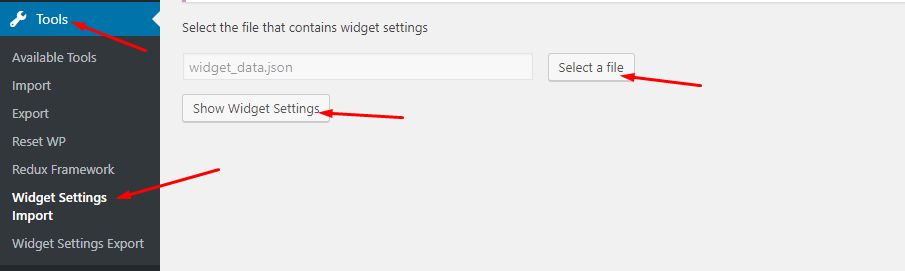 Tools
Available Tools
Import
Export
Reset WP
Redux Framework
Widget Settings
Import
Widget Settings Export
Select the file that contains widget settings
widget_data.json
Select a file
Show Widget Settings